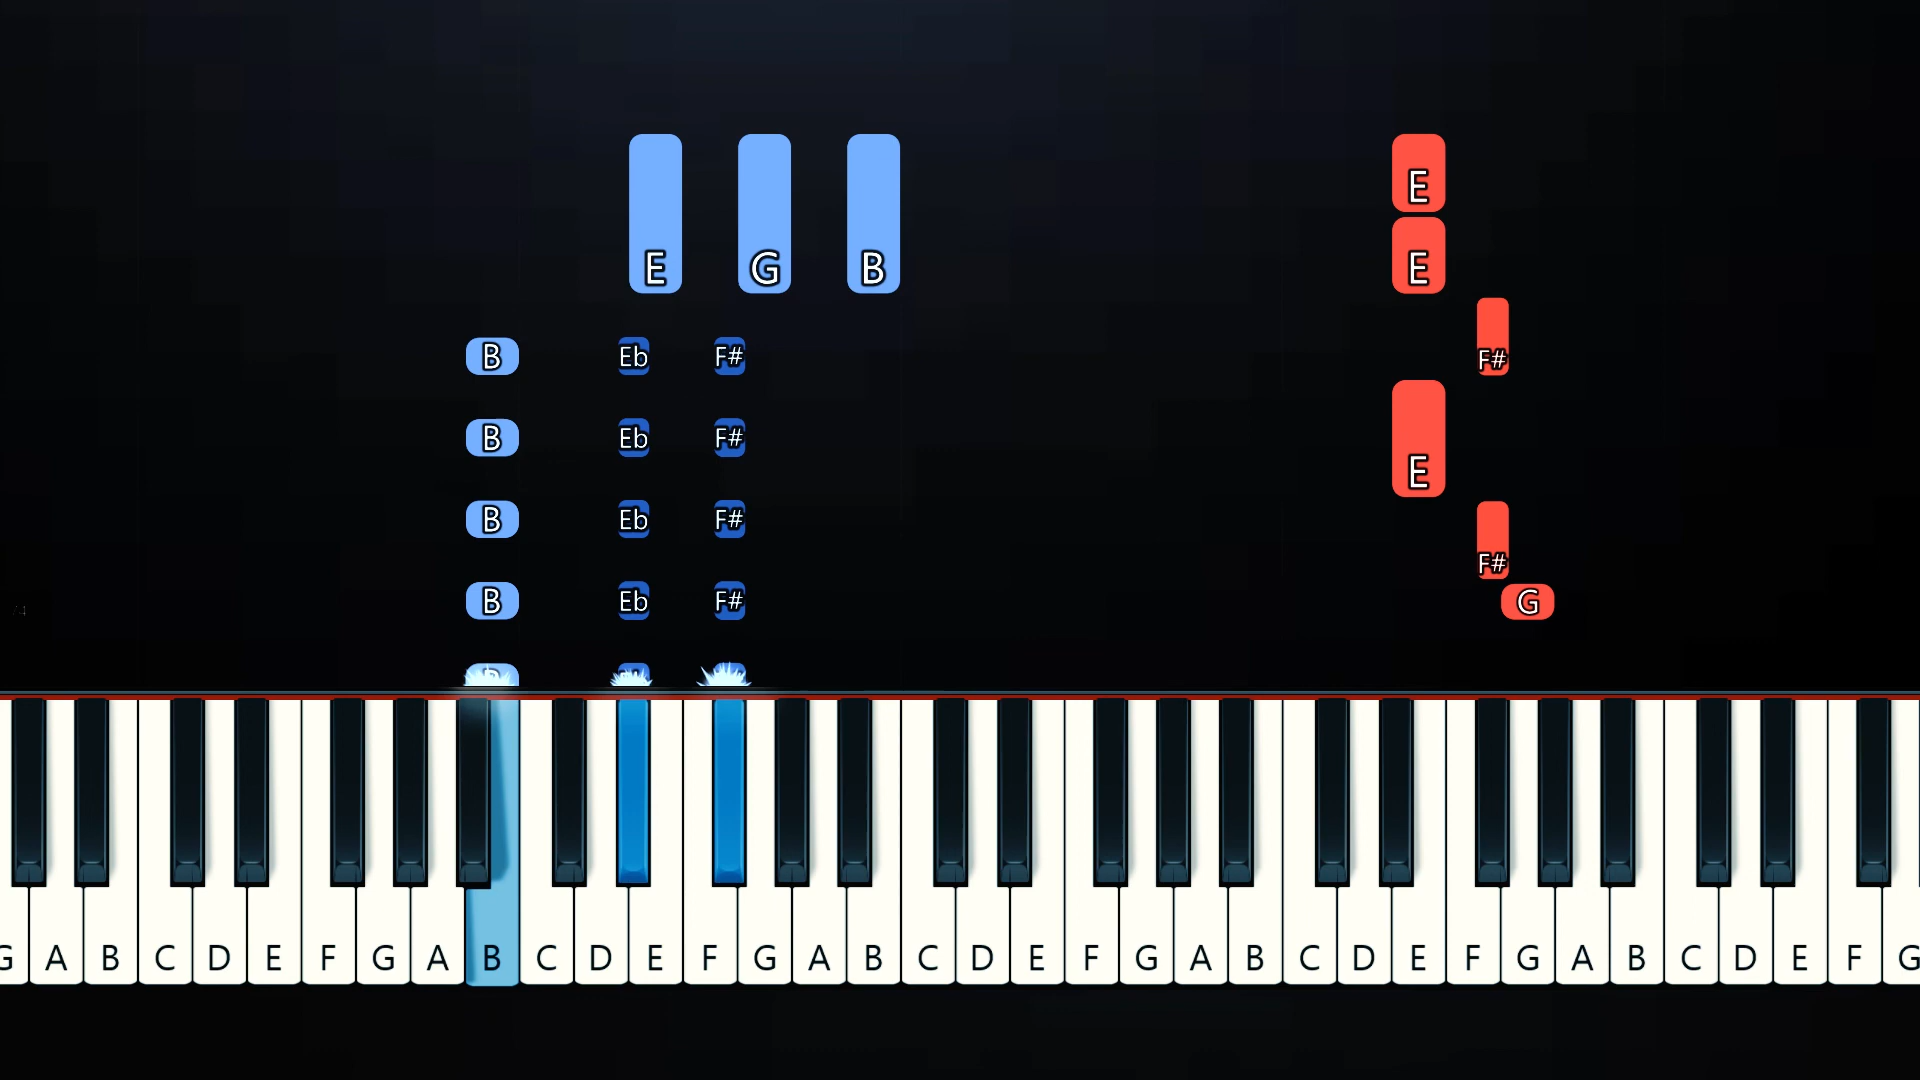 E
E G B E
B Eb F# F#
B Eb F#
E
B Eb F#
F#
B Eb F# G
G A B C D E F G A B C D E F G A B C D E F G A B C D E F G A B C D E F G